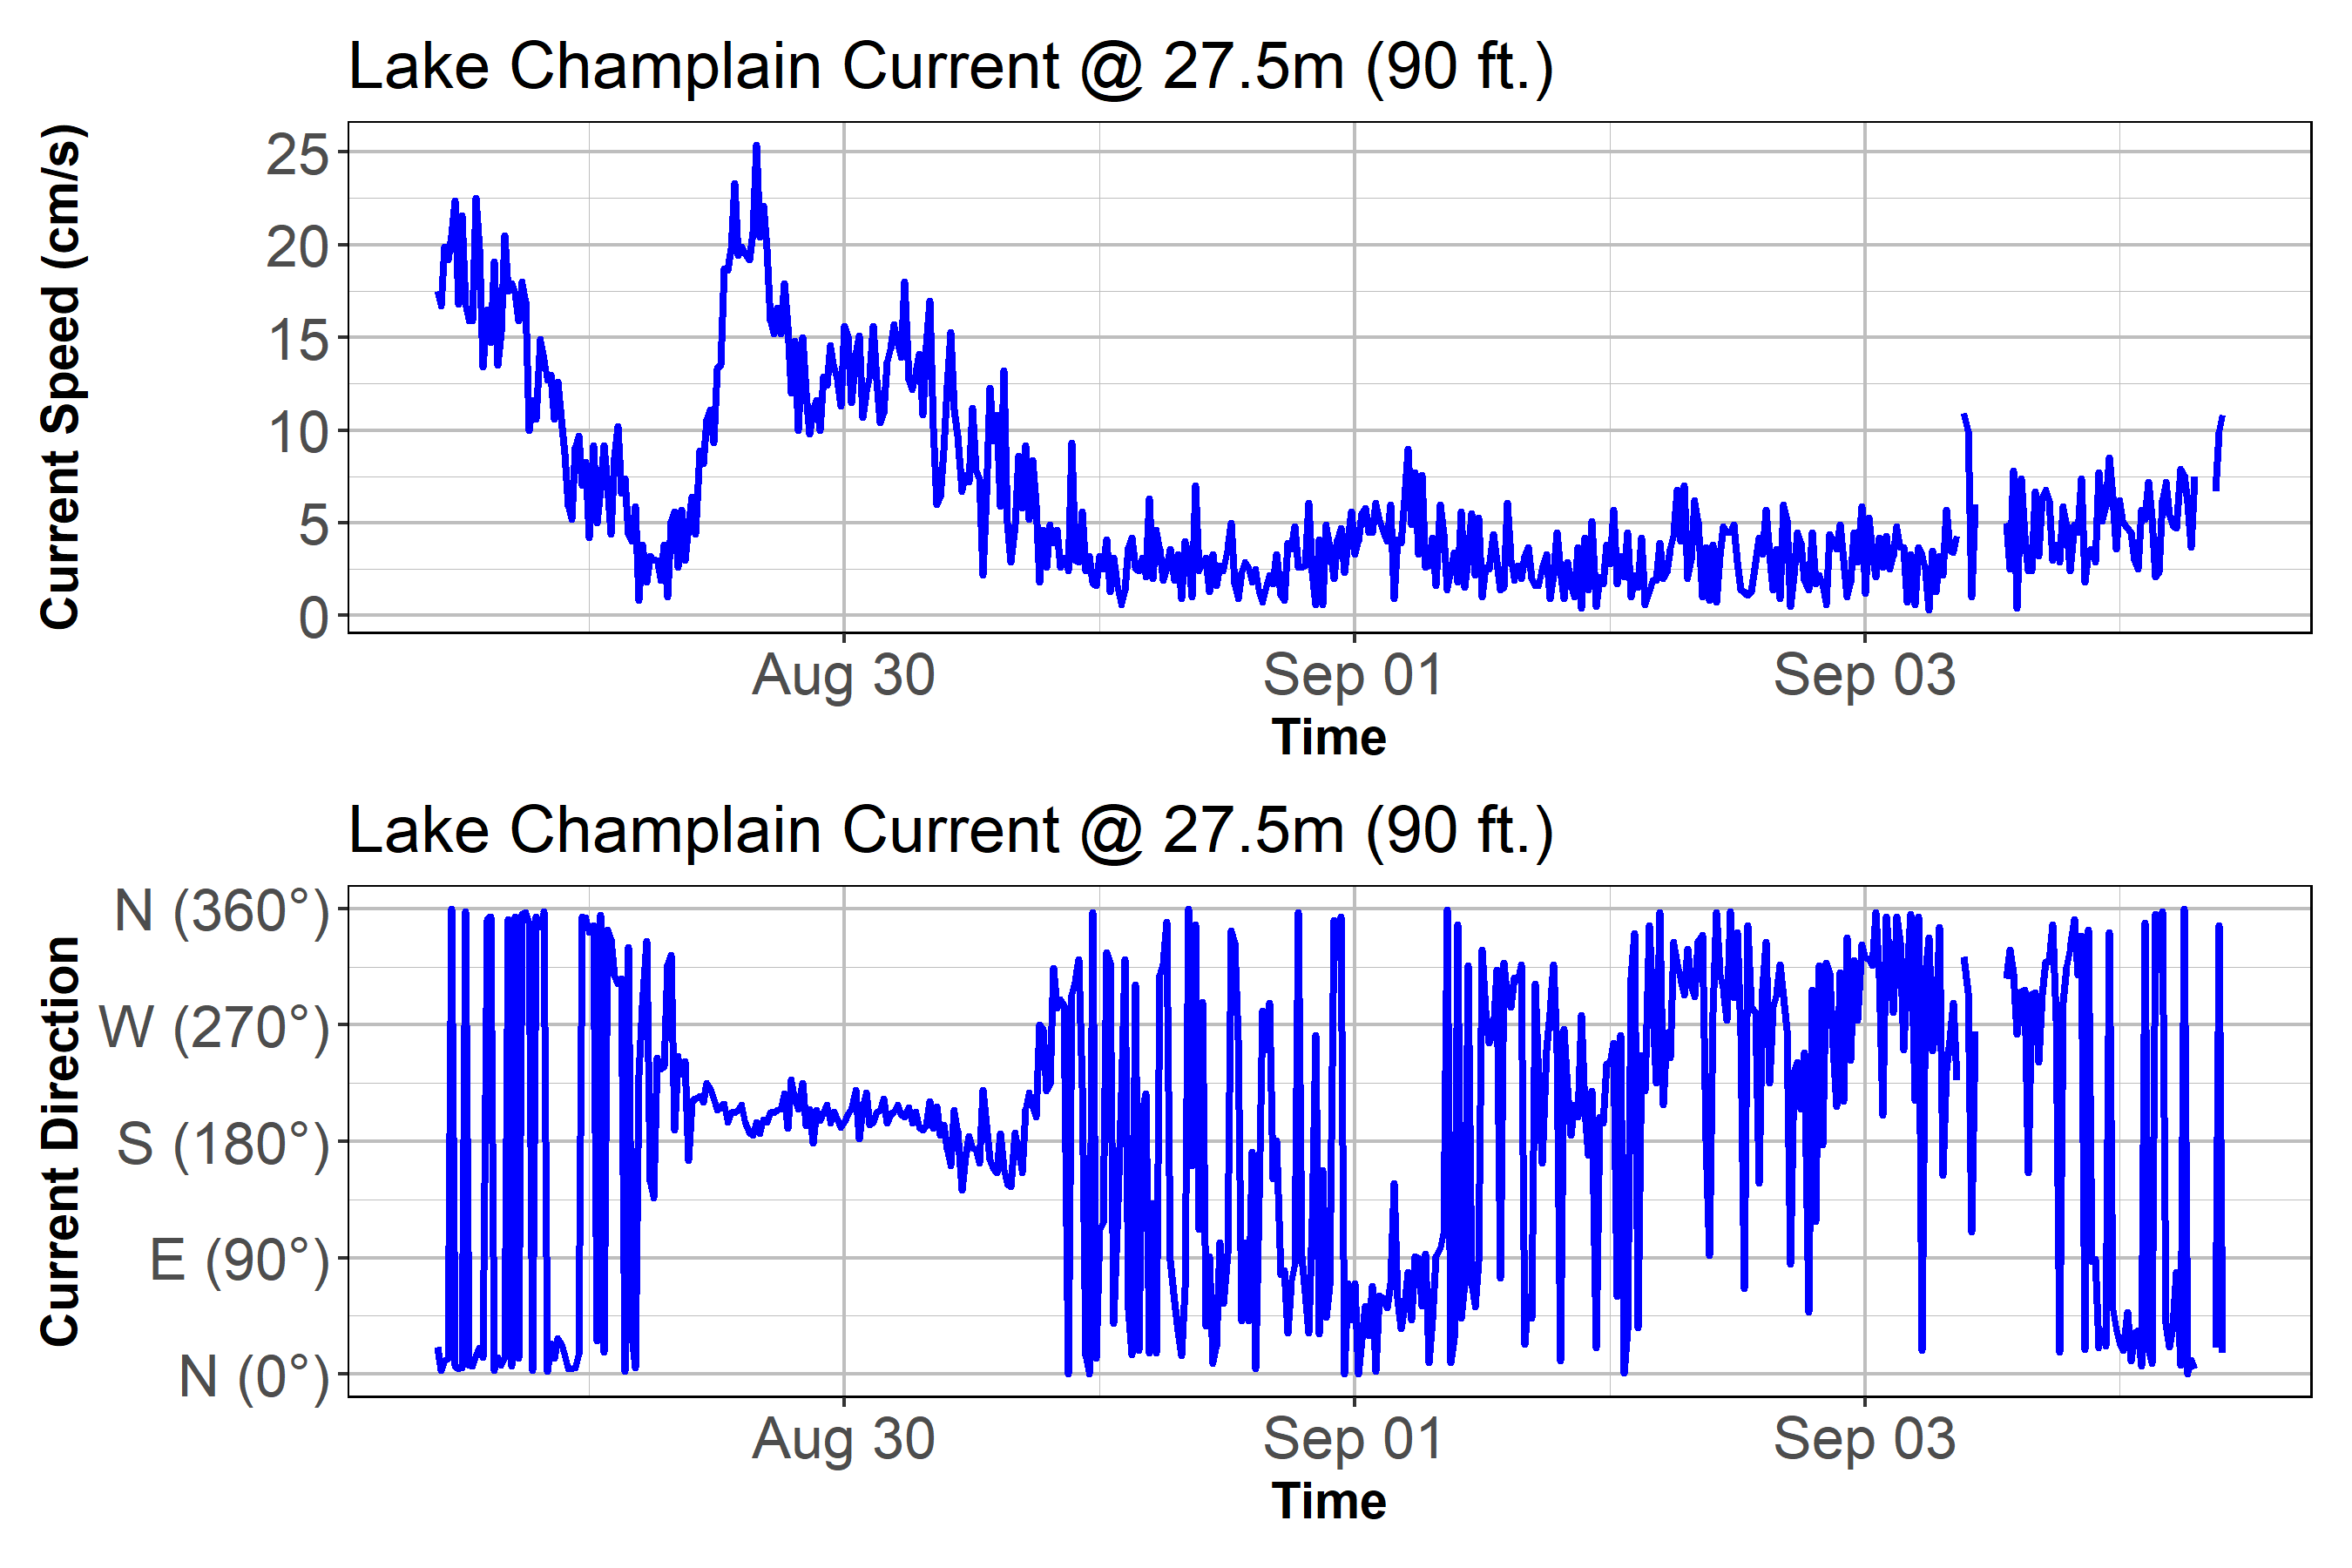 Lake Champlain Current @ 27.5m (90 ft.)
Current Speed (cm/s)
25
20
15
10
5
0
Aug 30 Sep 01 Sep 03
Time
Lake Champlain Current @ 27.5m (90 ft.)
Current Direction
N (360°)
W (270°)
S (180°)
E (90°)
N (0°)
Aug 30 Sep 01 Sep 03
Time